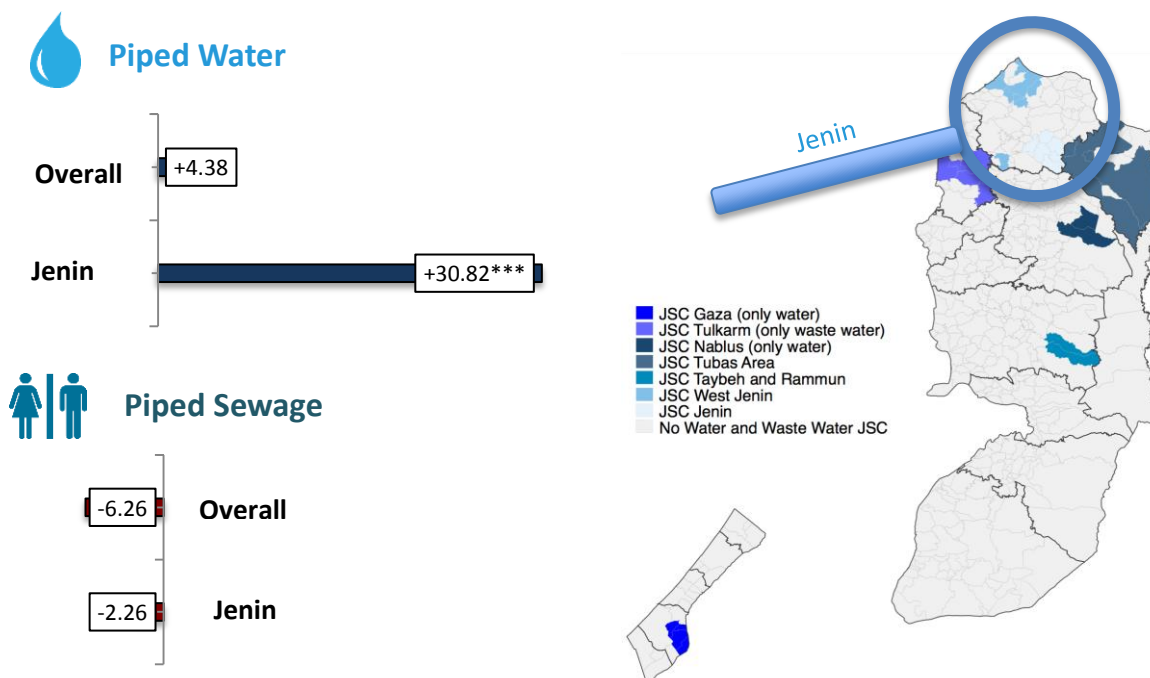 Piped Water
Overall
+4.38
Jenin
+30.82***
Piped Sewage
-6.26
Overall
-2.26
Jenin
Jenin
JSC Gaza (only water)
JSC Tulkarm (only waste water)
JSC Nablus (only water)
JSC Tubas Area
JSC Taybeh and Rammun
JSC West Jenin
JSC Jenin
No Water and Waste Water JSC